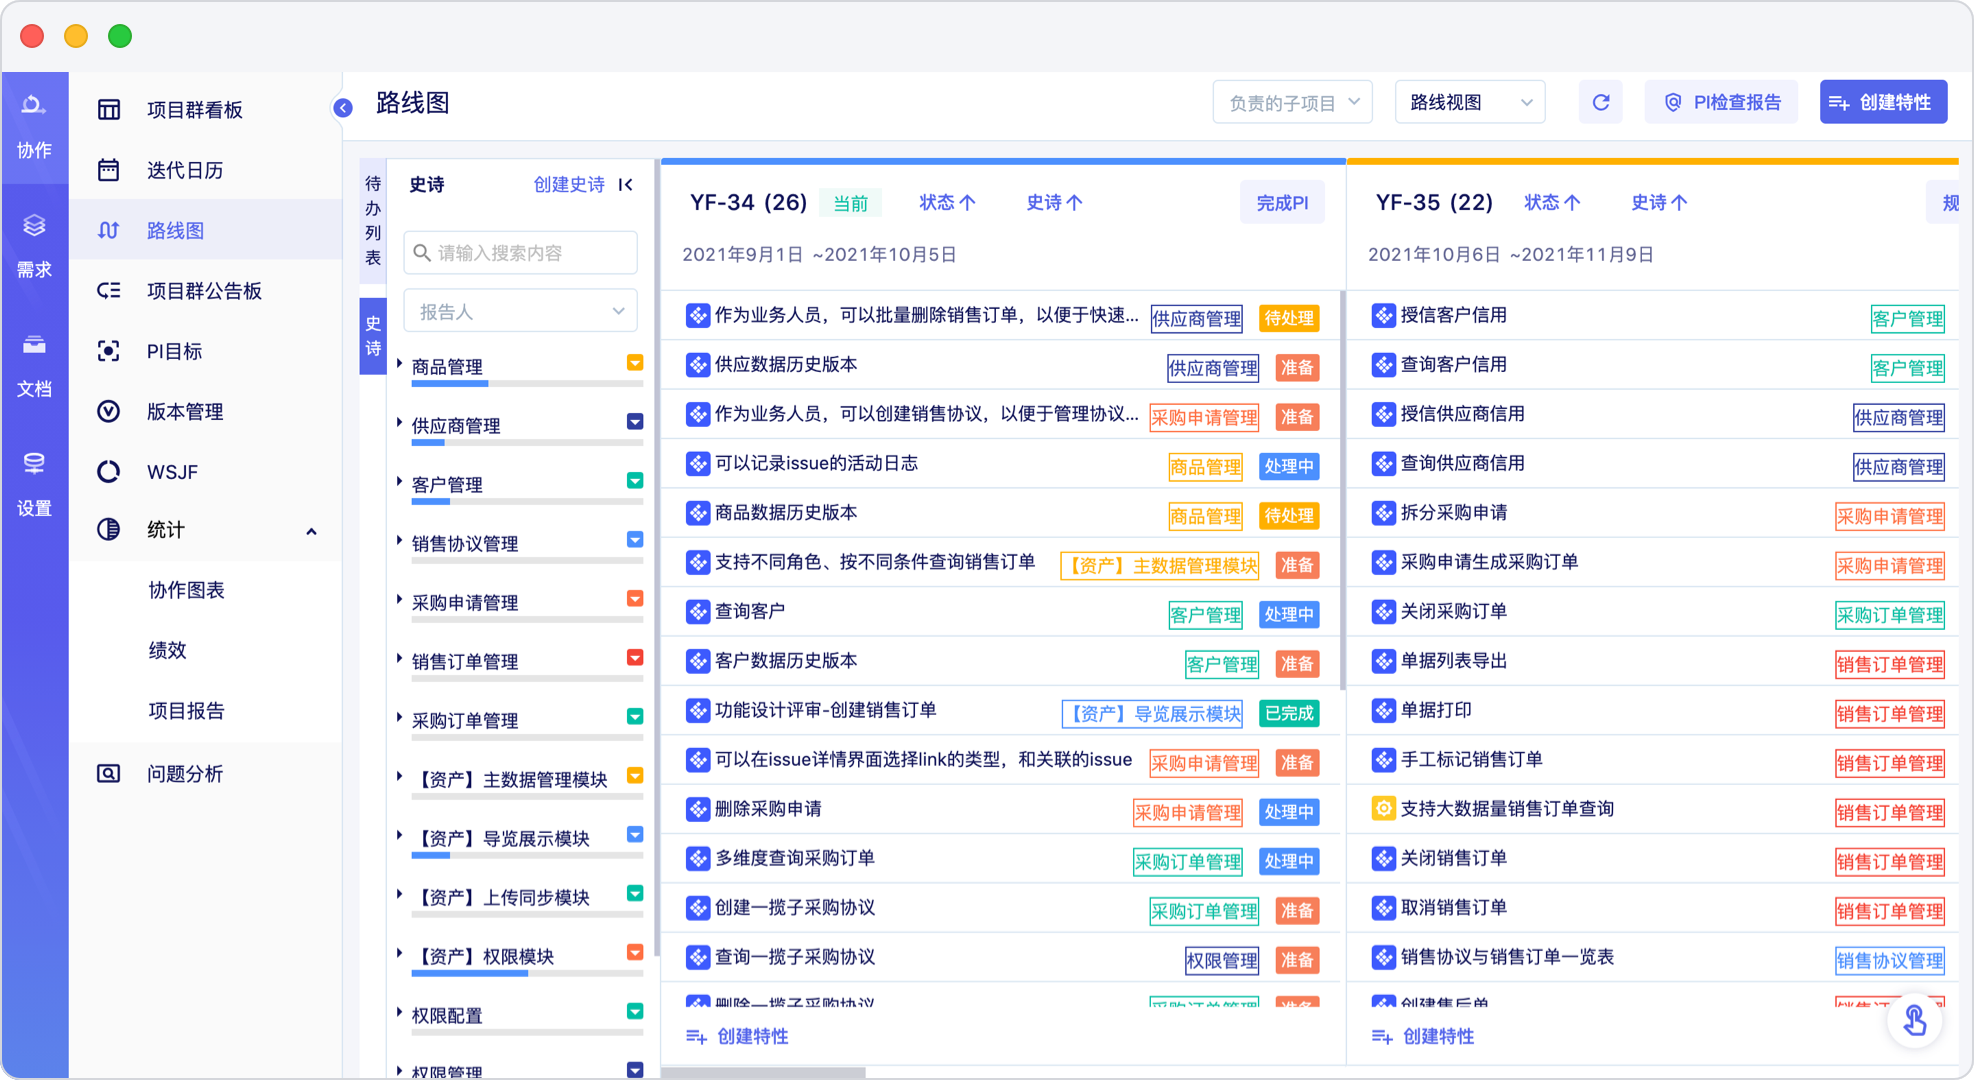 协作
需求
文档
设置
项目群看板
迭代日历
路线图
项目群公告板
PI目标
版本管理
WSJF
统计
协作图表
绩效
项目报告
问题分析
路线图
负责的子项目
路线视图
PI检查报告
创建特性
待办列表
史诗
史诗
创建史诗
请输入搜索内容
报告人
商品管理
供应商管理
客户管理
销售协议管理
采购申请管理
销售订单管理
采购订单管理
【资产】主数据管理模块
【资产】导览展示模块
【资产】上传同步模块
【资产】权限模块
权限配置
权限管理
YF-34 (26) 当前 状态 史诗 完成PI
2021年9月1日 ~2021年10月5日
作为业务人员，可以批量删除销售订单，以便于快速... 供应商管理 待处理
供应数据历史版本 供应商管理 准备
作为业务人员，可以创建销售协议，以便于管理协议... 采购申请管理 准备
可以记录issue的活动日志 商品管理 处理中
商品数据历史版本 商品管理 待处理
支持不同角色、按不同条件查询销售订单 【资产】主数据管理模块 准备
查询客户 客户管理 处理中
客户数据历史版本 客户管理 准备
功能设计评审-创建销售订单 【资产】导览展示模块 已完成
可以在issue详情界面选择link的类型，和关联的issue 采购申请管理 准备
删除采购申请 采购申请管理 处理中
多维度查询采购订单 采购订单管理 处理中
创建一揽子采购协议 采购订单管理 准备
查询一揽子采购协议 权限管理 准备
删除一揽子采购协议 采购订单管理 准备
创建特性
YF-35 (22) 状态 史诗 规
2021年10月6日 ~2021年11月9日
授信客户信用 客户管理
查询客户信用 客户管理
授信供应商信用 供应商管理
查询供应商信用 供应商管理
拆分采购申请 采购申请管理
采购申请生成采购订单 采购申请管理
关闭采购订单 采购订单管理
单据列表导出 销售订单管理
单据打印 销售订单管理
手工标记销售订单 销售订单管理
支持大数据量销售订单查询 销售订单管理
关闭销售订单 销售订单管理
取消销售订单 销售订单管理
销售协议与销售订单一览表 销售协议管理
创建售后单
创建特性